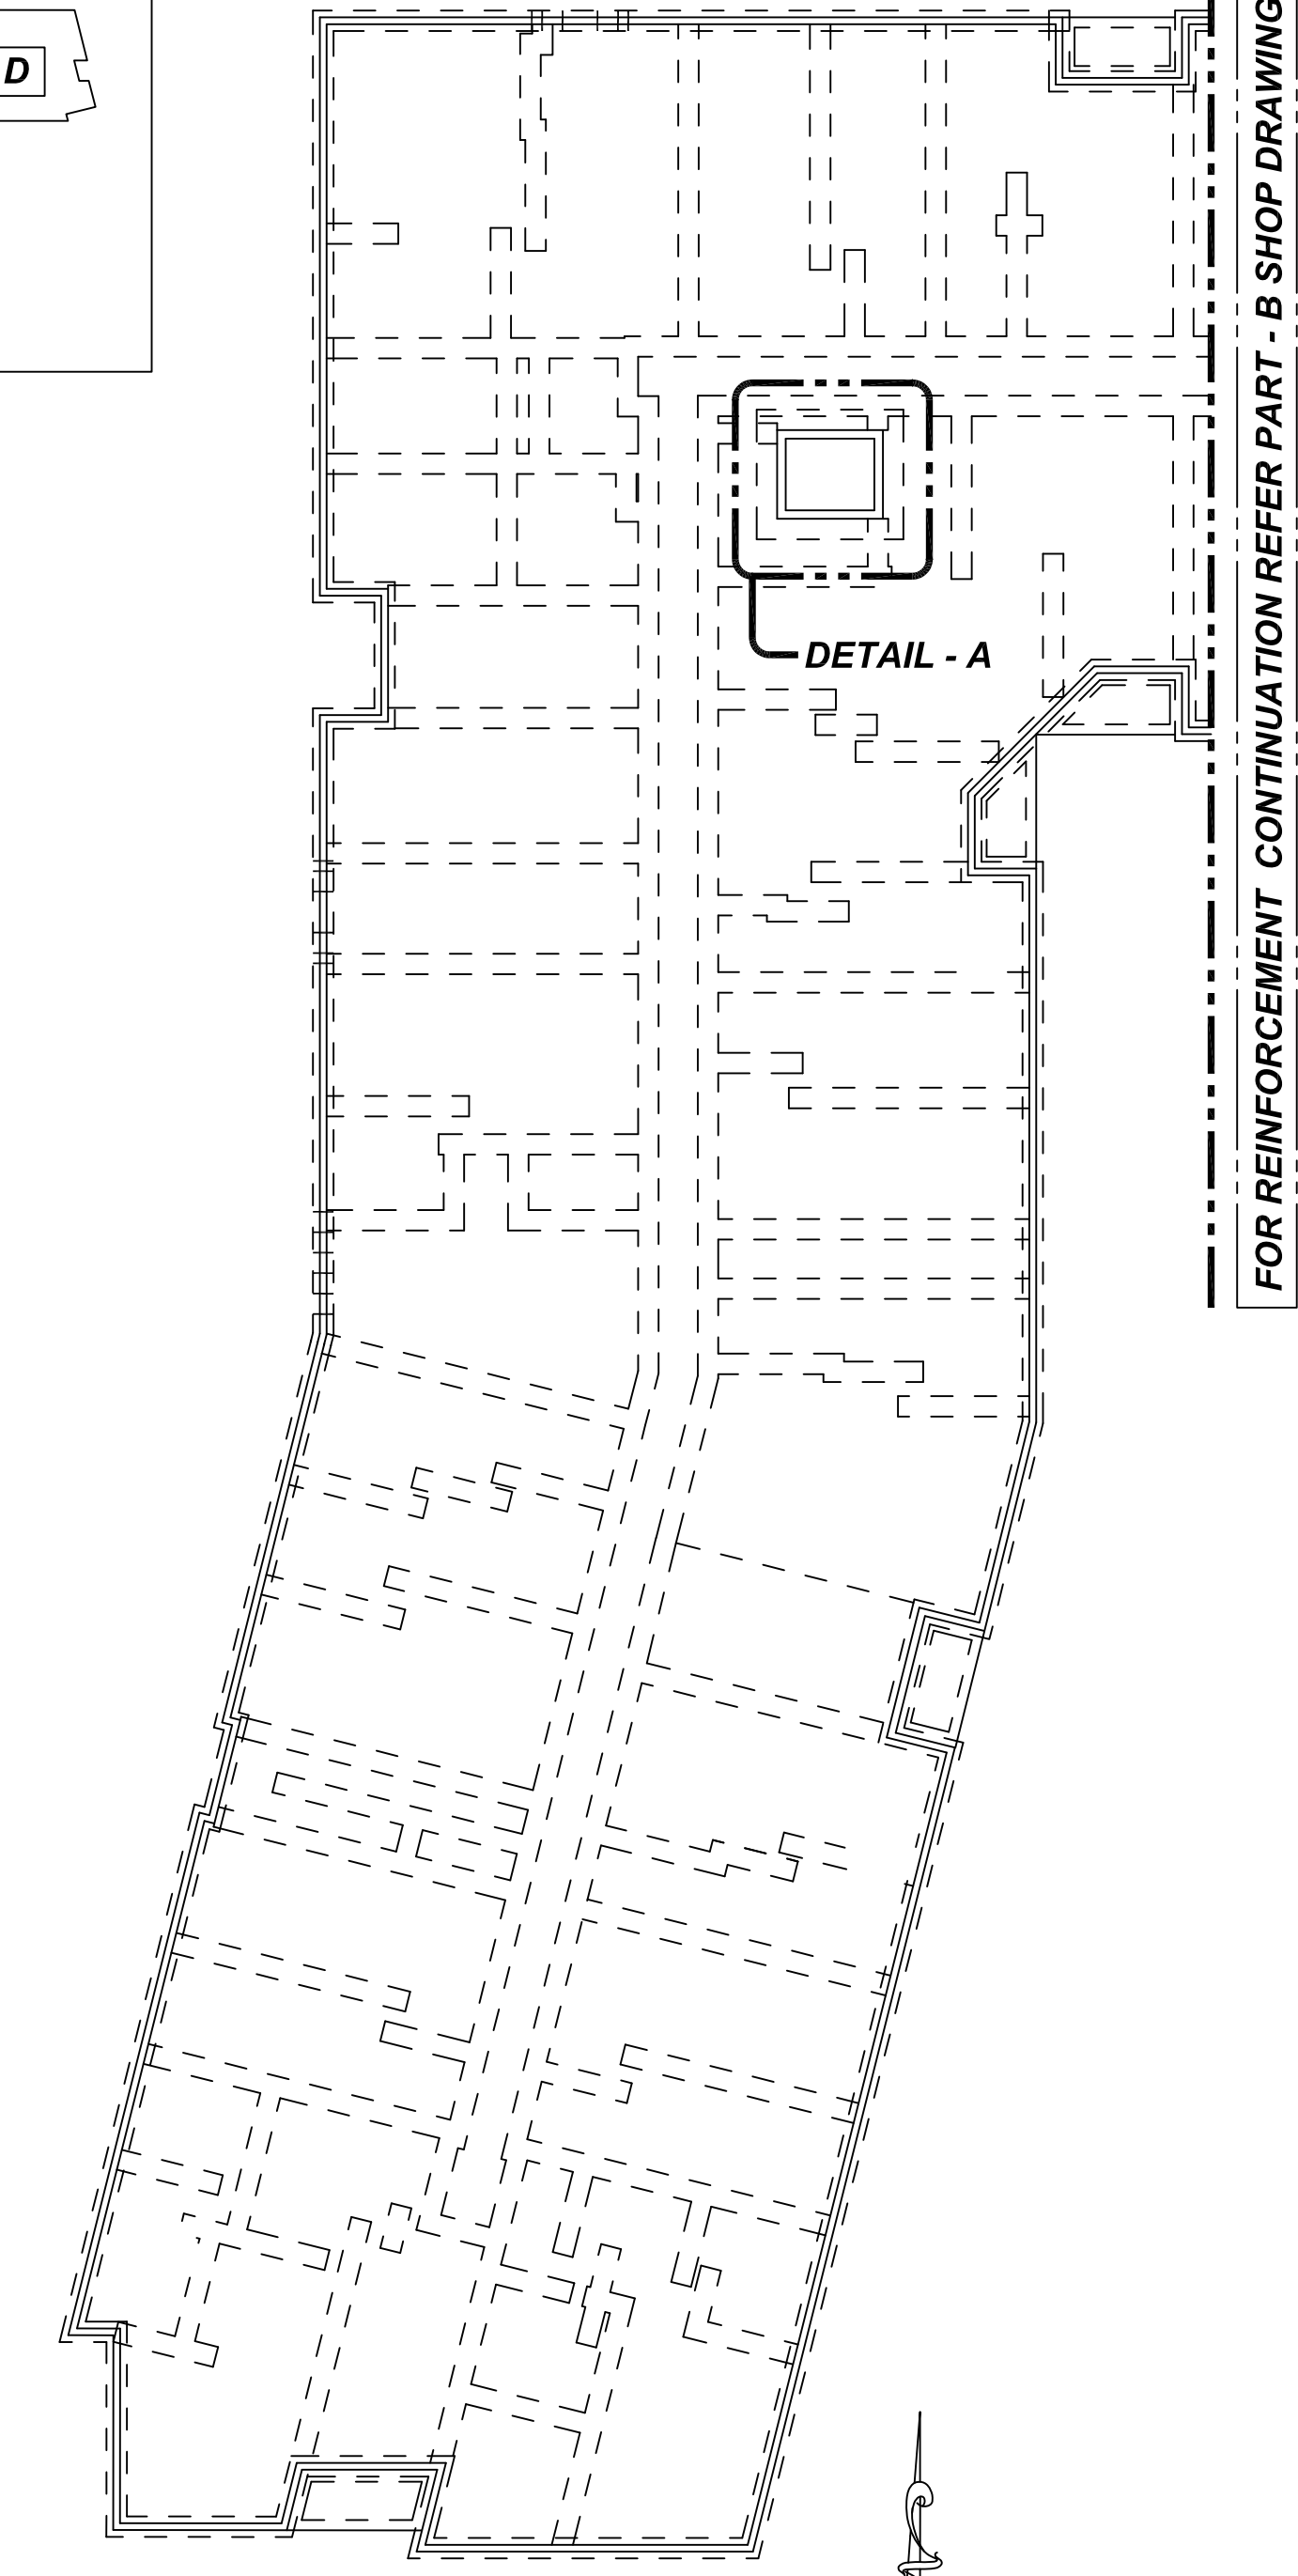 D
DETAIL - A
FOR REINFORCEMENT CONTINUATION REFER PART - B SHOP DRAWING